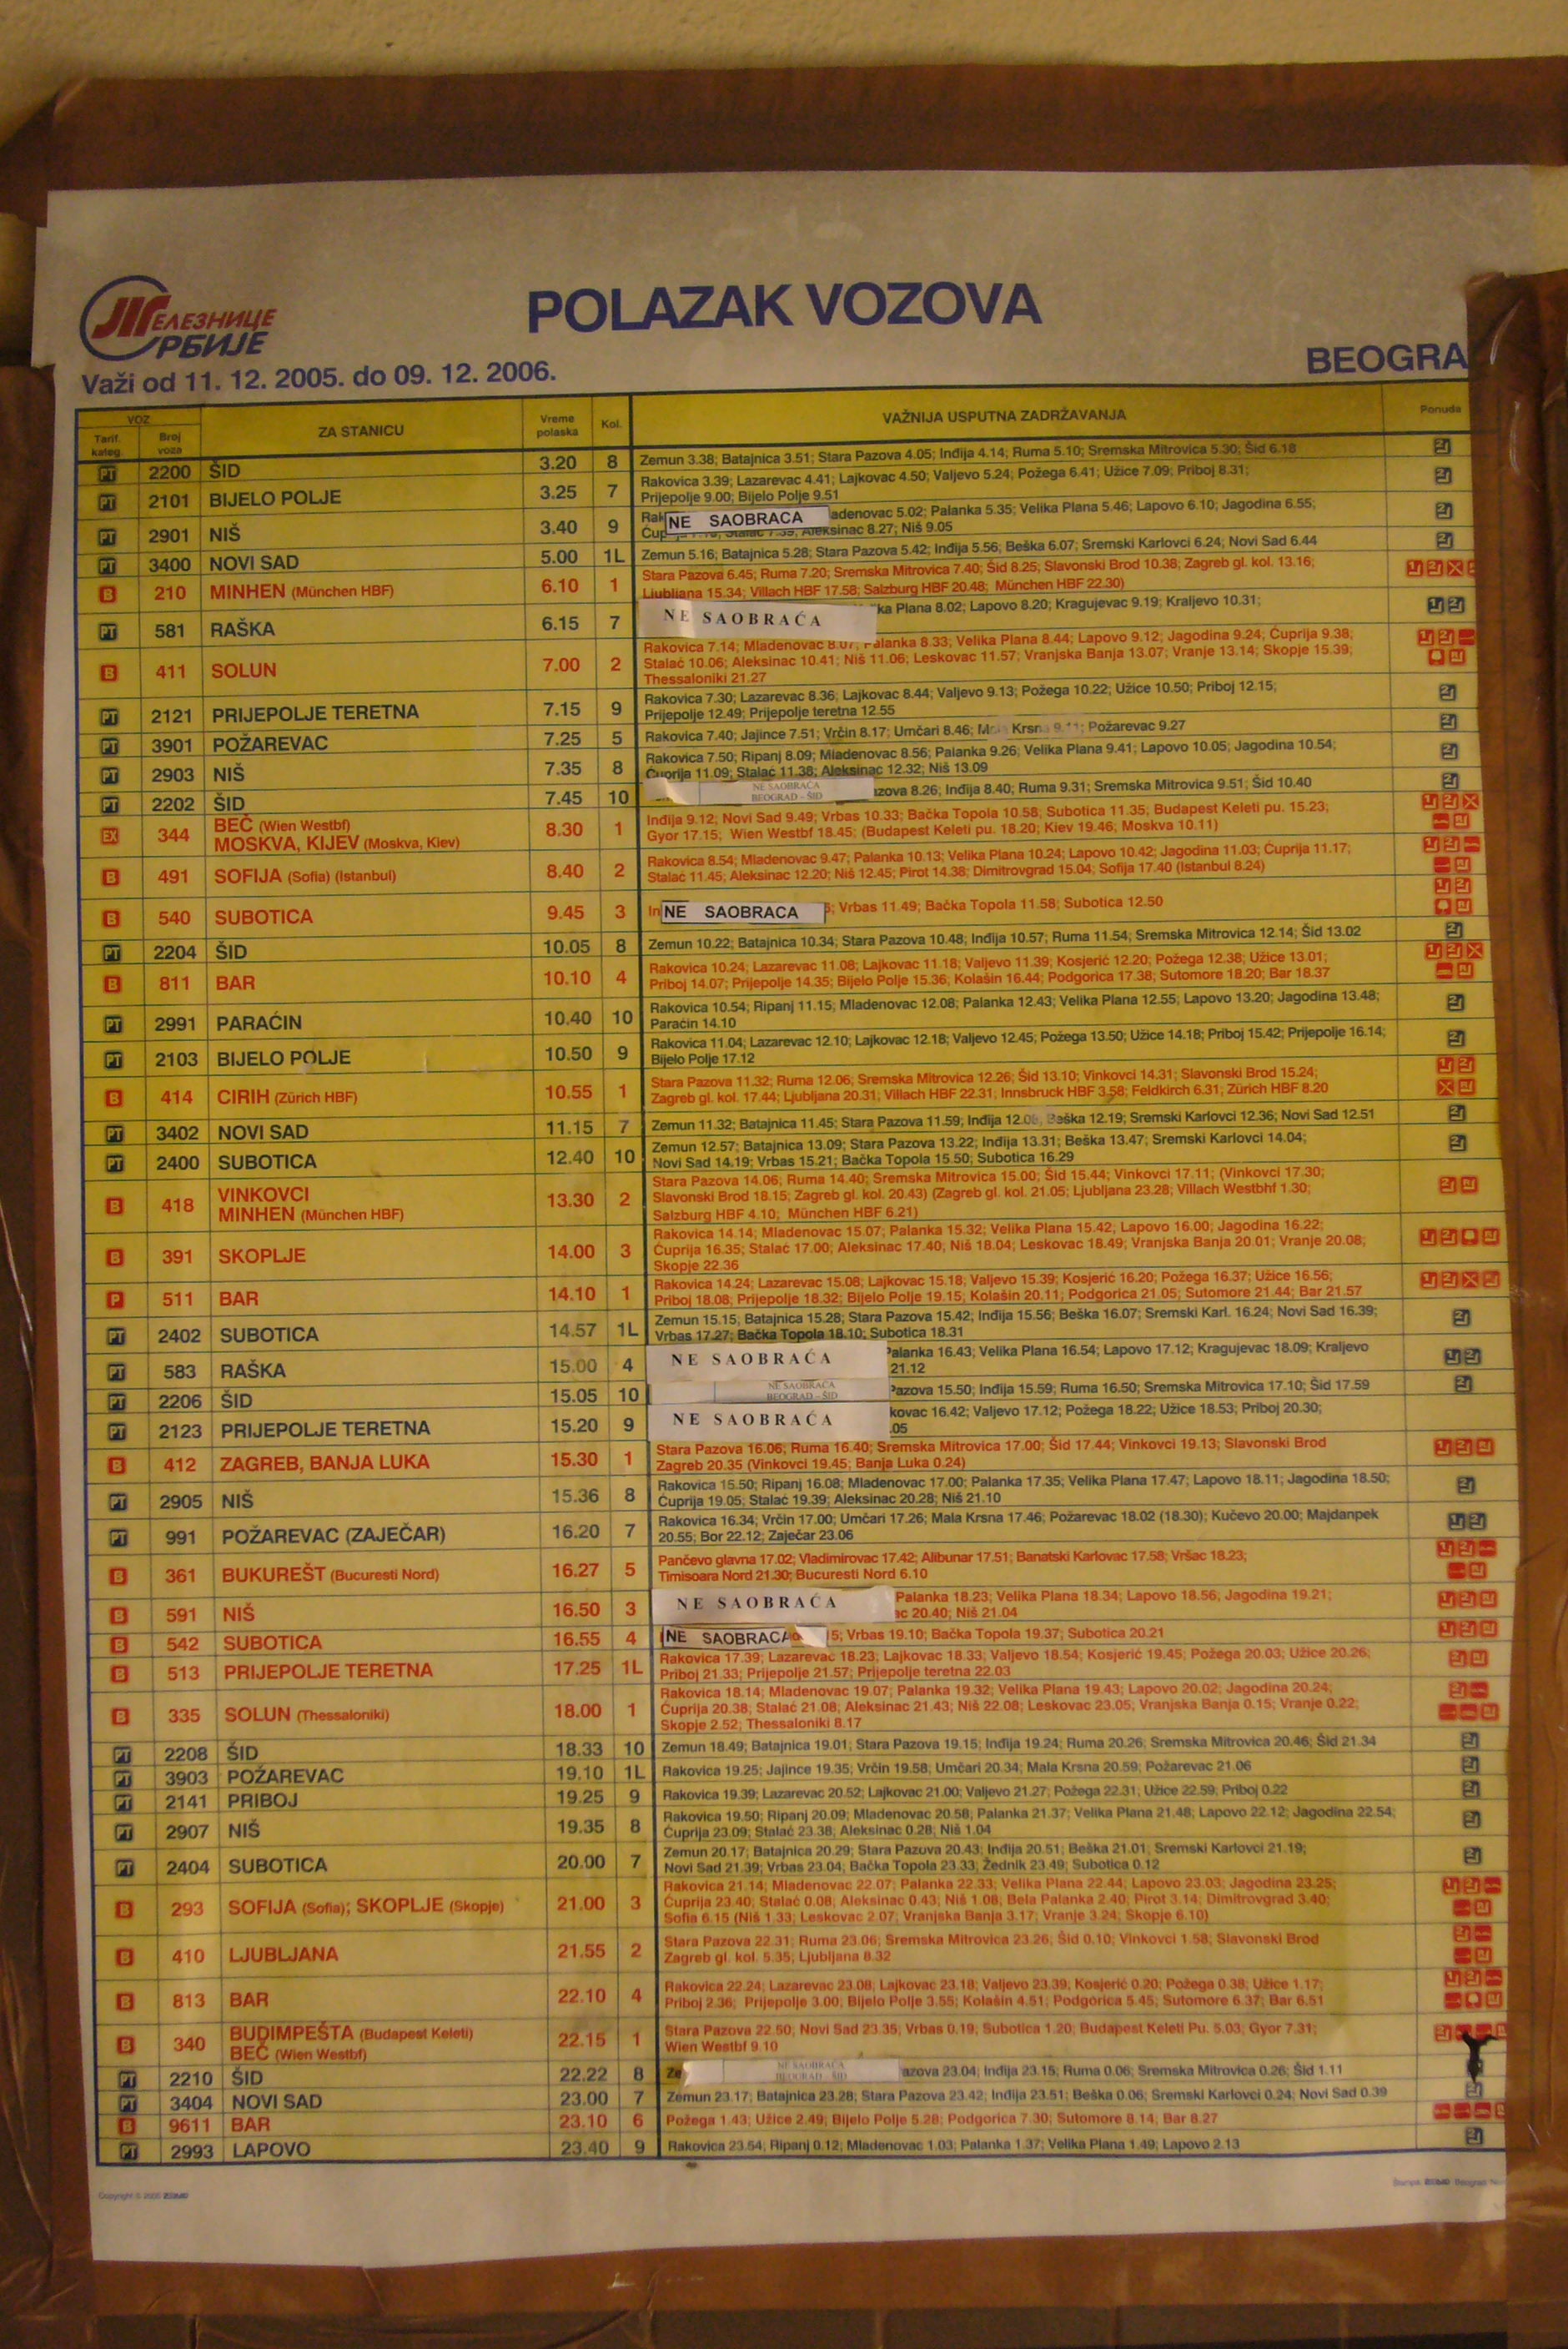 ЖЕЛЕЗНИЦЕ
СРБИЈЕ
POLAZAK VOZOVA
Važi od 11. 12. 2005. do 09. 12. 2006.
BEOGRA
VOZ
Tarif. kateg. Broj voza ZA STANICU Vreme polaska Kol. VAŽNIJA USPUTNA ZADRŽAVANJA Ponuda
PT 2200 ŠID 3.20 8 Zemun 3.38; Batajnica 3.51; Stara Pazova 4.05; Inđija 4.14; Ruma 5.10; Sremska Mitrovica 5.30; Šid 6.18
PT 2101 BIJELO POLJE 3.25 7 Rakovica 3.39; Lazarevac 4.41; Lajkovac 4.50; Valjevo 5.24; Požega 6.41; Užice 7.09; Priboj 8.31;
Prijepolje 9.00; Bijelo Polje 9.51
PT 2901 NIŠ 3.40 9 Rak NE SAOBRACA adenovac 5.02; Palanka 5.35; Velika Plana 5.46; Lapovo 6.10; Jagodina 6.55;
Aleksinac 8.27; Niš 9.05
PT 3400 NOVI SAD 5.00 1L Zemun 5.16; Batajnica 5.28; Stara Pazova 5.42; Inđija 5.56; Beška 6.07; Sremski Karlovci 6.24; Novi Sad 6.44
B 210 MINHEN (München HBF) 6.10 1 Stara Pazova 6.45; Ruma 7.20; Sremska Mitrovica 7.40; Šid 8.25; Slavonski Brod 10.38; Zagreb gl. kol. 13.16;
Ljubljana 15.34; Villach HBF 17.58; Salzburg HBF 20.48; München HBF 22.30)
PT 581 RAŠKA 6.15 7 NE SAOBRAĆA ka Plana 8.02; Lapovo 8.20; Kragujevac 9.19; Kraljevo 10.31;
B 411 SOLUN 7.00 2 Rakovica 7.14; Mladenovac 8.07; Palanka 8.33; Velika Plana 8.44; Lapovo 9.12; Jagodina 9.24; Ćuprija 9.38;
Stalać 10.06; Aleksinac 10.41; Niš 11.06; Leskovac 11.57; Vranjska Banja 13.07; Vranje 13.14; Skopje 15.39;
Thessaloniki 21.27
PT 2121 PRIJEPOLJE TERETNA 7.15 9 Rakovica 7.30; Lazarevac 8.36; Lajkovac 8.44; Valjevo 9.13; Požega 10.22; Užice 10.50; Priboj 12.15;
Prijepolje 12.49; Prijepolje teretna 12.55
PT 3901 POŽAREVAC 7.25 5 Rakovica 7.40; Jajince 7.51; Vrčin 8.17; Umčari 8.46; Krsn Požarevac 9.27
PT 2903 NIŠ 7.35 8 Rakovica 7.50; Ripanj 8.09; Mladenovac 8.56; Palanka 9.26; Velika Plana 9.41; Lapovo 10.05; Jagodina 10.54;
Ćuprija 11.09; Stalać 11.38; Aleksinac 12.32; Niš 13.09
PT 2202 ŠID 7.45 10 NE SAOBRAĆA BEOGRAD - ŠID azova 8.26; Inđija 8.40; Ruma 9.31; Sremska Mitrovica 9.51; Šid 10.40
EX 344 BEČ (Wien Westbf) 8.30 1 Inđija 9.12; Novi Sad 9.49; Vrbas 10.33; Bačka Topola 10.58; Subotica 11.35; Budapest Keleti pu. 15.23;
MOSKVA, KIJEV (Moskva, Kiev) Gyor 17.15; Wien Westbf 18.45; (Budapest Keleti pu. 18.20; Kiev 19.46; Moskva 10.11)
B 491 SOFIJA (Sofia) (Istanbul) 8.40 2 Rakovica 8.54; Mladenovac 9.47; Palanka 10.13; Velika Plana 10.24; Lapovo 10.42; Jagodina 11.03; Ćuprija 11.17;
Stalać 11.45; Aleksinac 12.20; Niš 12.45; Pirot 14.38; Dimitrovgrad 15.04; Sofija 17.40 (Istanbul 8.24)
B 540 SUBOTICA 9.45 3 In NE SAOBRACA ; Vrbas 11.49; Bačka Topola 11.58; Subotica 12.50
PT 2204 ŠID 10.05 8 Zemun 10.22; Batajnica 10.34; Stara Pazova 10.48; Inđija 10.57; Ruma 11.54; Sremska Mitrovica 12.14; Šid 13.02
B 811 BAR 10.10 4 Rakovica 10.24; Lazarevac 11.08; Lajkovac 11.18; Valjevo 11.39; Kosjerić 12.20; Požega 12.38; Užice 13.01;
Priboj 14.07; Prijepolje 14.35; Bijelo Polje 15.36; Kolašin 16.44; Podgorica 17.38; Sutomore 18.20; Bar 18.37
PT 2991 PARAĆIN 10.40 10 Rakovica 10.54; Ripanj 11.15; Mladenovac 12.08; Palanka 12.43; Velika Plana 12.55; Lapovo 13.20; Jagodina 13.48;
Paraćin 14.10
PT 2103 BIJELO POLJE 10.50 9 Rakovica 11.04; Lazarevac 12.10; Lajkovac 12.18; Valjevo 12.45; Požega 13.50; Užice 14.18; Priboj 15.42; Prijepolje 16.14;
Bijelo Polje 17.12
B 414 CIRIH (Zürich HBF) 10.55 1 Stara Pazova 11.32; Ruma 12.06; Sremska Mitrovica 12.26; Šid 13.10; Vinkovci 14.31; Slavonski Brod 15.24;
Zagreb gl. kol. 17.44; Ljubljana 20.31; Villach HBF 22.31; Innsbruck HBF 3.58; Feldkirch 6.31; Zürich HBF 8.20
PT 3402 NOVI SAD 11.15 7 Zemun 11.32; Batajnica 11.45; Stara Pazova 11.59; Inđija Beška 12.19; Sremski Karlovci 12.36; Novi Sad 12.51
PT 2400 SUBOTICA 12.40 10 Zemun 12.57; Batajnica 13.09; Stara Pazova 13.22; Inđija 13.31; Beška 13.47; Sremski Karlovci 14.04;
Novi Sad 14.19; Vrbas 15.21; Bačka Topola 15.50; Subotica 16.29
B 418 VINKOVCI 13.30 2 Stara Pazova 14.06; Ruma 14.40; Sremska Mitrovica 15.00; Šid 15.44; Vinkovci 17.11; (Vinkovci 17.30;
MINHEN (München HBF) Slavonski Brod 18.15; Zagreb gl. kol. 20.43) (Zagreb gl. kol. 21.05; Ljubljana 23.28; Villach Westbhf 1.30;
Salzburg HBF 4.10; München HBF 6.21)
B 391 SKOPLJE 14.00 3 Rakovica 14.14; Mladenovac 15.07; Palanka 15.32; Velika Plana 15.42; Lapovo 16.00; Jagodina 16.22;
Ćuprija 16.35; Stalać 17.00; Aleksinac 17.40; Niš 18.04; Leskovac 18.49; Vranjska Banja 20.01; Vranje 20.08;
Skopje 22.36
P 511 BAR 14.10 1 Rakovica 14.24; Lazarevac 15.08; Lajkovac 15.18; Valjevo 15.39; Kosjerić 16.20; Požega 16.37; Užice 16.56;
Priboj 18.08; Prijepolje 18.32; Bijelo Polje 19.15; Kolašin 20.11; Podgorica 21.05; Sutomore 21.44; Bar 21.57
PT 2402 SUBOTICA 14.57 1L Zemun 15.15; Batajnica 15.28; Stara Pazova 15.42; Inđija 15.56; Beška 16.07; Sremski Karl. 16.24; Novi Sad 16.39;
Vrbas 17.27; Bačka Topola 18.10; Subotica 18.31
PT 583 RAŠKA 15.00 4 NE SAOBRAĆA Palanka 16.43; Velika Plana 16.54; Lapovo 17.12; Kragujevac 18.09; Kraljevo
21.12
PT 2206 ŠID 15.05 10 NE SAOBRAĆA BEOGRAD - ŠID Pazova 15.50; Inđija 15.59; Ruma 16.50; Sremska Mitrovica 17.10; Šid 17.59
PT 2123 PRIJEPOLJE TERETNA 15.20 9 NE SAOBRAĆA kovac 16.42; Valjevo 17.12; Požega 18.22; Užice 18.53; Priboj 20.30;
.05
B 412 ZAGREB, BANJA LUKA 15.30 1 Stara Pazova 16.06; Ruma 16.40; Sremska Mitrovica 17.00; Šid 17.44; Vinkovci 19.13; Slavonski Brod
Zagreb 20.35 (Vinkovci 19.45; Banja Luka 0.24)
PT 2905 NIŠ 15.36 8 Rakovica 15.50; Ripanj 16.08; Mladenovac 17.00; Palanka 17.35; Velika Plana 17.47; Lapovo 18.11; Jagodina 18.50;
Ćuprija 19.05; Stalać 19.39; Aleksinac 20.28; Niš 21.10
PT 991 POŽAREVAC (ZAJEČAR) 16.20 7 Rakovica 16.34; Vrčin 17.00; Umčari 17.26; Mala Krsna 17.46; Požarevac 18.02 (18.30); Kučevo 20.00; Majdanpek
20.55; Bor 22.12; Zaječar 23.06
B 361 BUKUREŠT (Bucuresti Nord) 16.27 5 Pančevo glavna 17.02; Vladimirovac 17.42; Alibunar 17.51; Banatski Karlovac 17.58; Vršac 18.23;
Timisoara Nord 21.30; Bucuresti Nord 6.10
B 591 NIŠ 16.50 3 NE SAOBRAĆA Palanka 18.23; Velika Plana 18.34; Lapovo 18.56; Jagodina 19.21;
ac 20.40; Niš 21.04
B 542 SUBOTICA 16.55 4 NE SAOBRACA 5; Vrbas 19.10; Bačka Topola 19.37; Subotica 20.21
B 513 PRIJEPOLJE TERETNA 17.25 1L Rakovica 17.39; Lazarevac 18.23; Lajkovac 18.33; Valjevo 18.54; Kosjerić 19.45; Požega 20.03; Užice 20.26;
Priboj 21.33; Prijepolje 21.57; Prijepolje teretna 22.03
B 335 SOLUN (Thessaloniki) 18.00 1 Rakovica 18.14; Mladenovac 19.07; Palanka 19.32; Velika Plana 19.43; Lapovo 20.02; Jagodina 20.24;
Ćuprija 20.38; Stalać 21.08; Aleksinac 21.43; Niš 22.08; Leskovac 23.05; Vranjska Banja 0.15; Vranje 0.22;
Skopje 2.52; Thessaloniki 8.17
PT 2208 ŠID 18.33 10 Zemun 18.49; Batajnica 19.01; Stara Pazova 19.15; Inđija 19.24; Ruma 20.26; Sremska Mitrovica 20.46; Šid 21.34
PT 3903 POŽAREVAC 19.10 1L Rakovica 19.25; Jajince 19.35; Vrčin 19.58; Umčari 20.34; Mala Krsna 20.59; Požarevac 21.06
PT 2141 PRIBOJ 19.25 9 Rakovica 19.39; Lazarevac 20.52; Lajkovac 21.00; Valjevo 21.27; Požega 22.31; Užice 22.59; Priboj 0.22
PT 2907 NIŠ 19.35 8 Rakovica 19.50; Ripanj 20.09; Mladenovac 20.58; Palanka 21.37; Velika Plana 21.48; Lapovo 22.12; Jagodina 22.54;
Ćuprija 23.09; Stalać 23.38; Aleksinac 0.28; Niš 1.04
PT 2404 SUBOTICA 20.00 7 Zemun 20.17; Batajnica 20.29; Stara Pazova 20.43; Inđija 20.51; Beška 21.01; Sremski Karlovci 21.19;
Novi Sad 21.39; Vrbas 23.04; Bačka Topola 23.33; Žednik 23.49; Subotica 0.12
B 293 SOFIJA (Sofia); SKOPLJE (Skopje) 21.00 3 Rakovica 21.14; Mladenovac 22.07; Palanka 22.33; Velika Plana 22.44; Lapovo 23.03; Jagodina 23.25;
Ćuprija 23.40; Stalać 0.08; Aleksinac 0.43; Niš 1.08; Bela Palanka 2.40; Pirot 3.14; Dimitrovgrad 3.40;
Sofia 6.15 (Niš 1.33; Leskovac 2.07; Vranjska Banja 3.17; Vranje 3.24; Skopje 6.10)
B 410 LJUBLJANA 21.55 2 Stara Pazova 22.31; Ruma 23.06; Sremska Mitrovica 23.26; Šid 0.10; Vinkovci 1.58; Slavonski Brod
Zagreb gl. kol. 5.35; Ljubljana 8.32
B 813 BAR 22.10 4 Rakovica 22.24; Lazarevac 23.08; Lajkovac 23.18; Valjevo 23.39; Kosjerić 0.20; Požega 0.38; Užice 1.17;
Priboj 2.36; Prijepolje 3.00; Bijelo Polje 3.55; Kolašin 4.51; Podgorica 5.45; Sutomore 6.37; Bar 6.51
B 340 BUDIMPEŠTA (Budapest Keleti) 22.15 1 Stara Pazova 22.50; Novi Sad 23.35; Vrbas 0.19; Subotica 1.20; Budapest Keleti Pu. 5.03; Gyor 7.31;
BEČ (Wien Westbf) Wien Westbf 9.10
PT 2210 ŠID 22.22 8 Ze NE SAOBRAĆA BEOGRAD ŠID azova 23.04; Inđija 23.15; Ruma 0.06; Sremska Mitrovica 0.26; Šid 1.11
PT 3404 NOVI SAD 23.00 7 Zemun 23.17; Batajnica 23.28; Stara Pazova 23.42; Inđija 23.51; Beška 0.06; Sremski Karlovci 0.24; Novi Sad 0.39
B 9611 BAR 23.10 6 Požega 1.43; Užice 2.49; Bijelo Polje 5.28; Podgorica 7.30; Sutomore 8.14; Bar 8.27
PT 2993 LAPOVO 23.40 9 Rakovica 23.54; Ripanj 0.12; Mladenovac 1.03; Palanka 1.37; Velika Plana 1.49; Lapovo 2.13